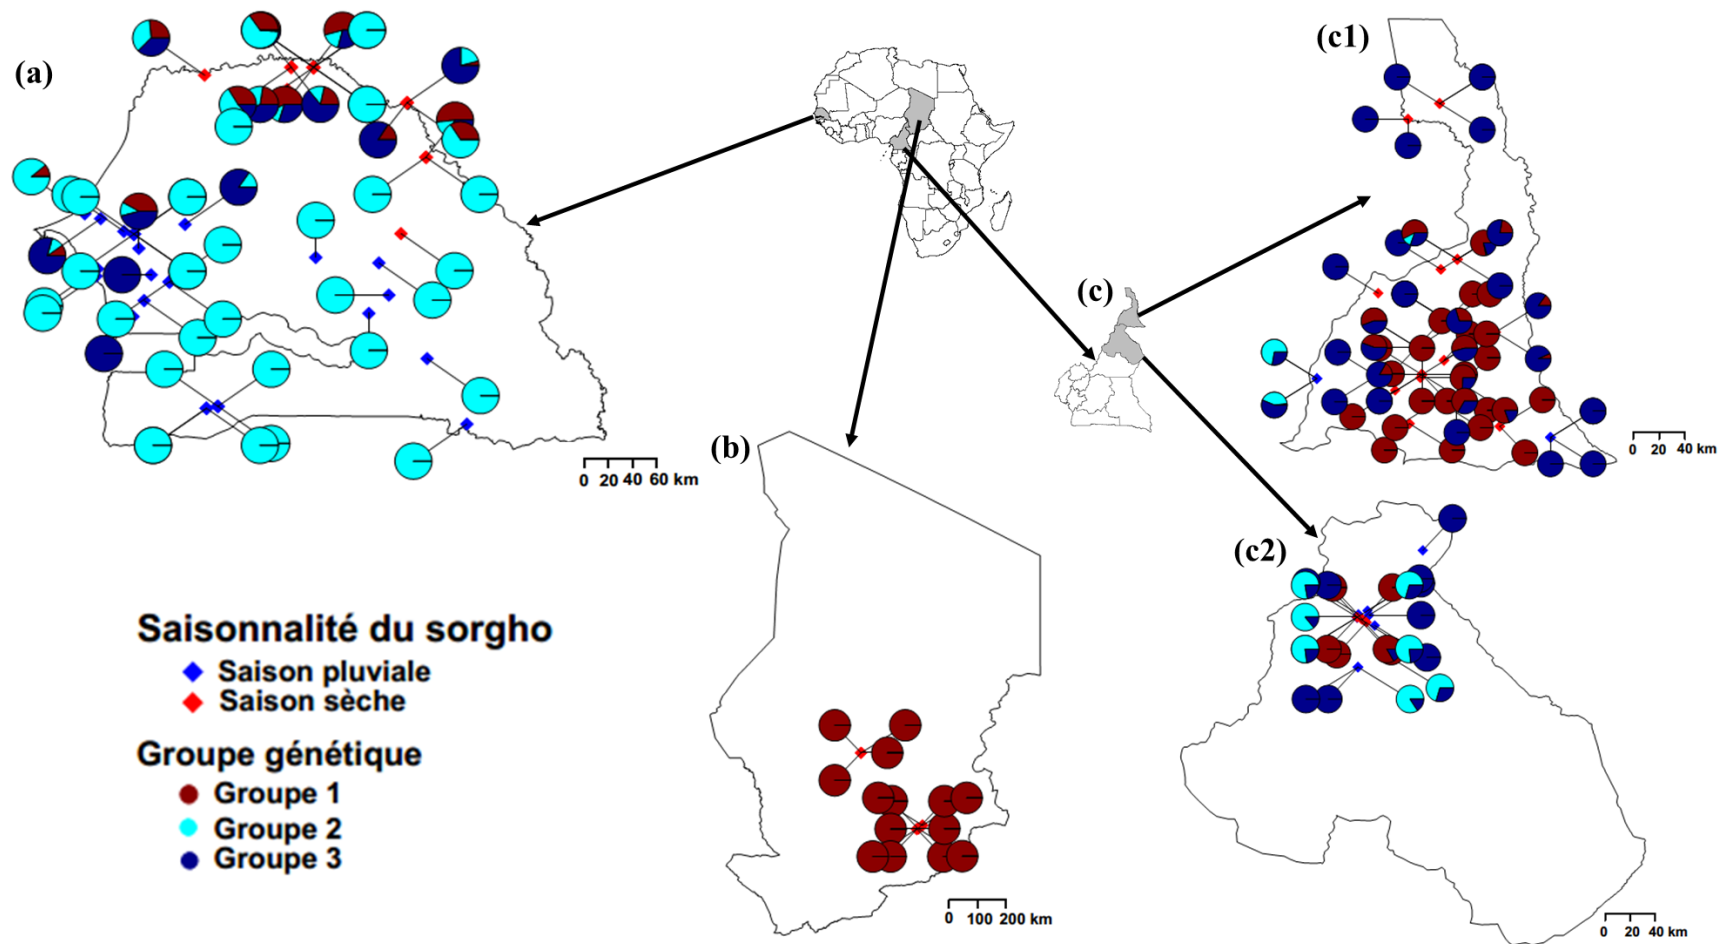 (a)
(c1)
(c)
0 20 40 60 km
(b)
0 20 40 km
(c2)
Saisonnalité du sorgho
Saison pluviale
Saison sèche
Groupe génétique
Groupe 1
Groupe 2
Groupe 3
0 100 200 km
0 20 40 km